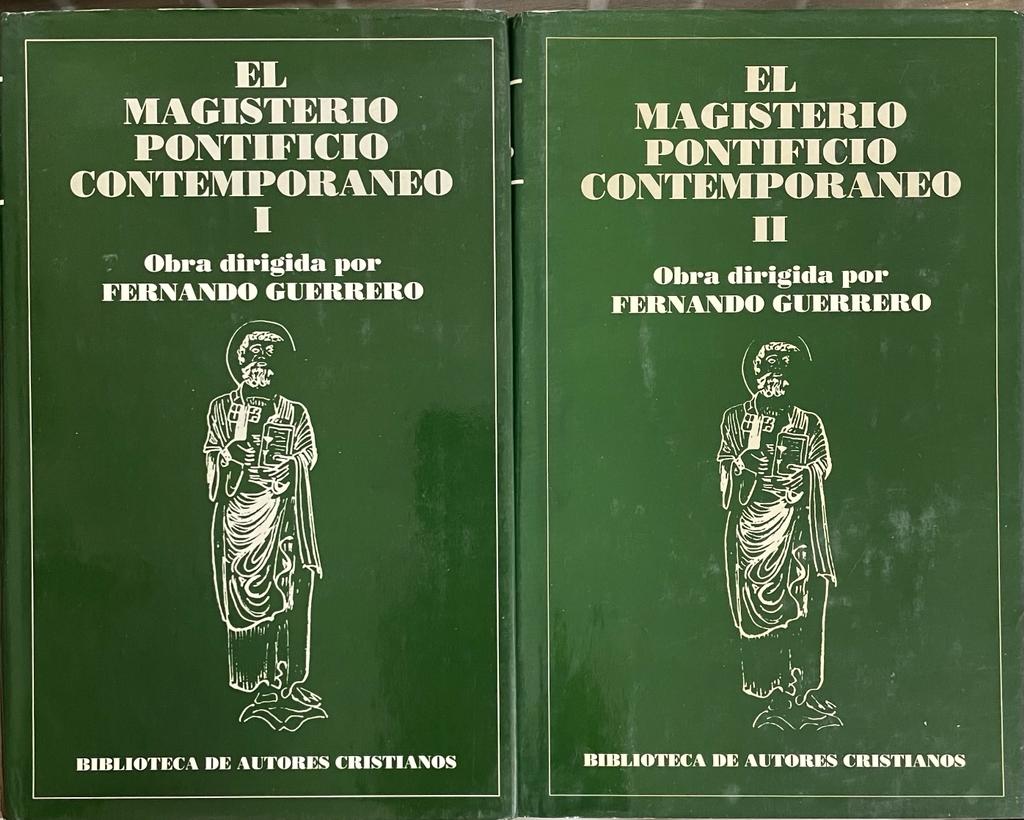 EL
MAGISTERIO
PONTIFICIO
CONTEMPORANEO
I
Obra dirigida por
FERNANDO GUERRERO
BIBLIOTECA DE AUTORES CRISTIANOS
EL
MAGISTERIO
PONTIFICIO
CONTEMPORANEO
II
Obra dirigida por
FERNANDO GUERRERO
BIBLIOTECA DE AUTORES CRISTIANOS